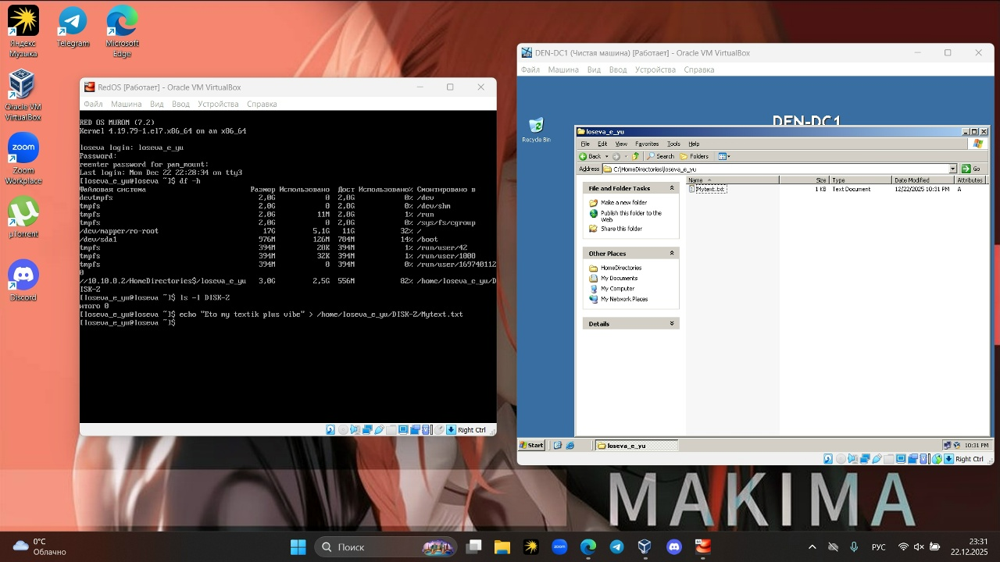 Яндекс Музыка
Telegram
Microsoft Edge
Oracle VM VirtualBox
Zoom Workplace
µTorrent
Discord
RedOS [Работает] - Oracle VM VirtualBox
Файл Машина Вид Ввод Устройства Справка
RED OS MUROM (7.2)
Kernel 4.19.79-1.el7.x86_64 on an x86_64
loseva login: loseva_e_yu
Password:
reenter password for pam_mount:
Last login: Mon Dec 22 22:28:34 on tty3
[loseva_e_yu@loseva ~]$ df -h
Файловая система Размер Использовано Дост Использовано% Смонтировано в
devtmpfs 2,0G 0 2,0G 0% /dev
tmpfs 2,0G 0 2,0G 0% /dev/shm
tmpfs 2,0G 11M 2,0G 1% /run
tmpfs 2,0G 0 2,0G 0% /sys/fs/cgroup
/dev/mapper/ro-root 17G 5,1G 11G 32% /
/dev/sda1 976M 126M 784M 14% /boot
tmpfs 394M 20K 394M 1% /run/user/42
tmpfs 394M 32K 394M 1% /run/user/1000
tmpfs 394M 0 394M 0% /run/user/169740112
0
//10.10.0.2/HomeDirectories$/loseva_e_yu 3,0G 2,5G 556M 82% /home/loseva_e_yu/D
ISK-Z
[loseva_e_yu@loseva ~]$ ls -l DISK-Z
итого 0
[loseva_e_yu@loseva ~]$ echo "Eto my textik plus vibe" > /home/loseva_e_yu/DISK-Z/Mytext.txt
[loseva_e_yu@loseva ~]$
Right Ctrl
DEN-DC1 (Чистая машина) [Работает] - Oracle VM VirtualBox
Файл Машина Вид Ввод Устройства Справка
Recycle Bin
DEN-DC1
loseva_e_yu
File Edit View Favorites Tools Help
Back Search Folders
Address C:\HomeDirectories\loseva_e_yu Go
File and Folder Tasks
Make a new folder
Publish this folder to the Web
Share this folder
Other Places
HomeDirectories
My Documents
My Computer
My Network Places
Details
Name Size Type Date Modified Attributes
Mytext.txt 1 KB Text Document 12/22/2025 10:31 PM A
Start loseva_e_yu 10:31 PM
Right Ctrl
MAKIMA
0°C
Облачно
Поиск
zoom
РУС
23:31
22.12.2025